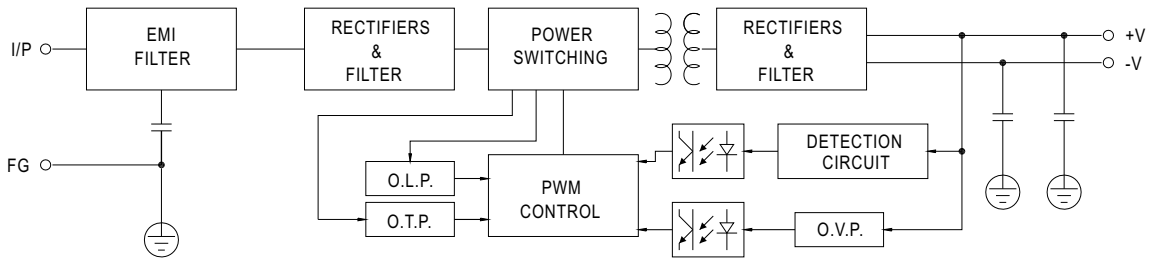 I/P
EMI
FILTER
RECTIFIERS
&
FILTER
POWER
SWITCHING
RECTIFIERS
&
FILTER
+V
-V
FG
O.L.P.
O.T.P.
PWM
CONTROL
DETECTION
CIRCUIT
O.V.P.